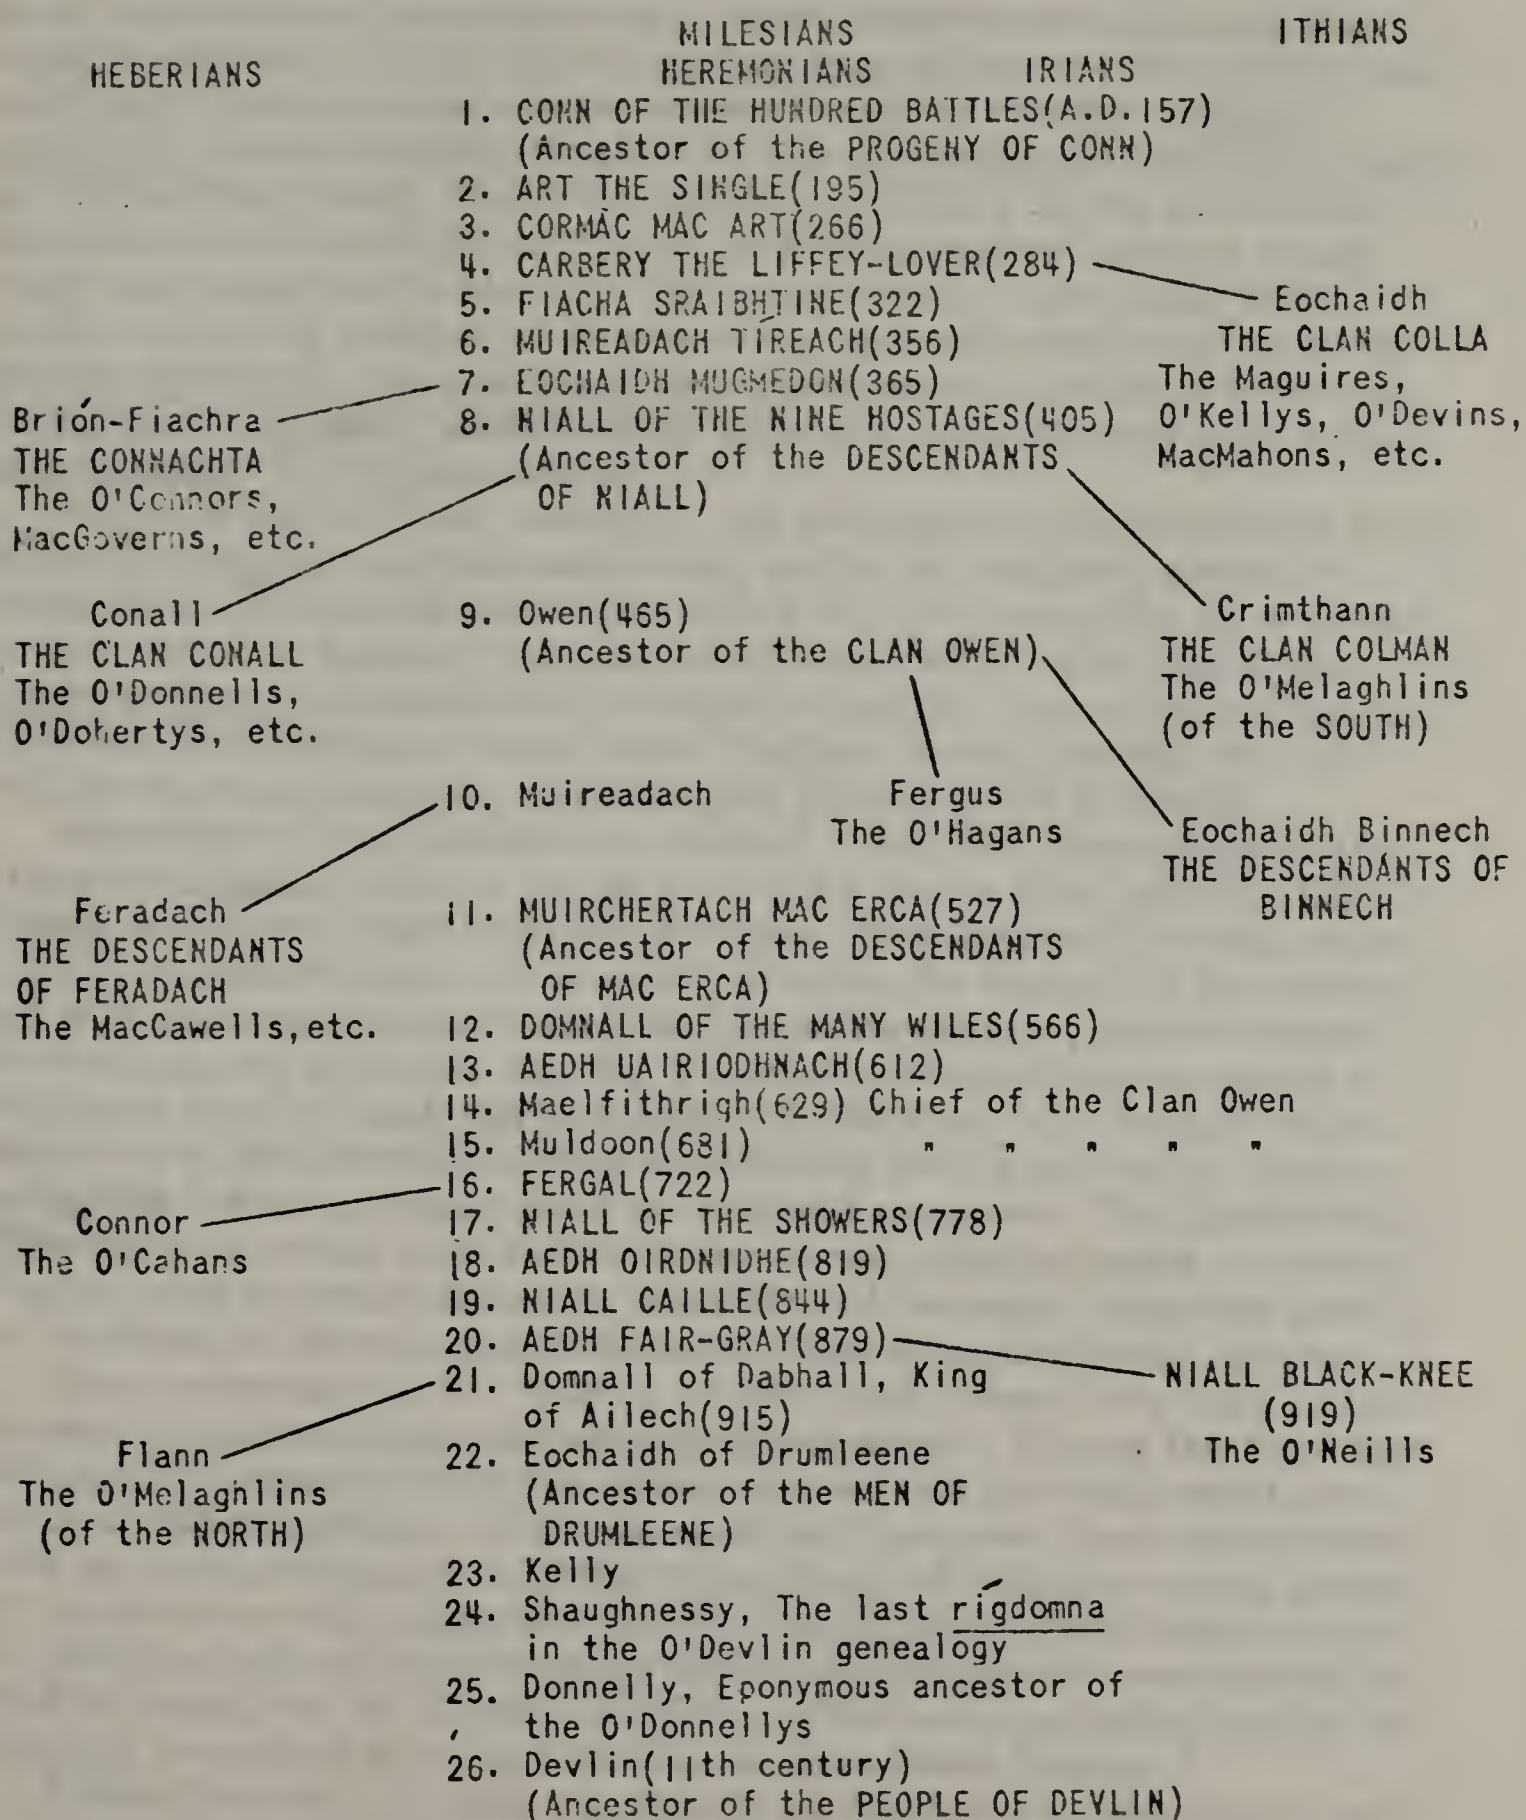 MILESIANS
ITHIANS
HEBERIANS
HEREMONIANS
IRIANS
1. CONN OF THE HUNDRED BATTLES(A.D.157)
(Ancestor of the PROGENY OF CONN)
2. ART THE SINGLE(195)
3. CORMAC MAC ART(266)
4. CARBERY THE LIFFEY-LOVER(284)
5. FIACHA SRAIBHTINE(322)
6. MUIREADACH TÍREACH(356)
7. EOCHAIDH MUGMEDON(365)
8. NIALL OF THE NINE HOSTAGES(405)
(Ancestor of the DESCENDANTS
OF NIALL)
Eochaidh
THE CLAN COLLA
The Maguires,
O'Kellys, O'Devins,
MacMahons, etc.
Brión-Fiachra
THE CONNACHTA
The O'Connors,
MacGoverns, etc.
Conall
THE CLAN CONALL
The O'Donnells,
O'Dohertys, etc.
9. Owen(465)
(Ancestor of the CLAN OWEN)
Crimthann
THE CLAN COLMAN
The O'Melaghlins
(of the SOUTH)
10. Muireadach
Fergus
The O'Hagans
Eochaidh Binnech
THE DESCENDANTS OF
BINNECH
Feradach
THE DESCENDANTS
OF FERADACH
The MacCawells,etc.
11. MUIRCHERTACH MAC ERCA(527)
(Ancestor of the DESCENDANTS
OF MAC ERCA)
12. DOMNALL OF THE MANY WILES(566)
13. AEDH UAIRIODHNACH(612)
14. Maelfithrigh(629) Chief of the Clan Owen
15. Muldoon(681) " " " " "
16. FERGAL(722)
Connor
The O'Cahans
17. NIALL OF THE SHOWERS(778)
18. AEDH OIRDNIDHE(819)
19. NIALL CAILLE(844)
20. AEDH FAIR-GRAY(879)
21. Domnall of Dabhall, King
of Ailech(915)
NIALL BLACK-KNEE
(919)
The O'Neills
Flann
The O'Melaghlins
(of the NORTH)
22. Eochaidh of Drumleene
(Ancestor of the MEN OF
DRUMLEENE)
23. Kelly
24. Shaughnessy, The last rígdomna
in the O'Devlin genealogy
25. Donnelly, Eponymous ancestor of
the O'Donnellys
26. Devlin(11th century)
(Ancestor of the PEOPLE OF DEVLIN)